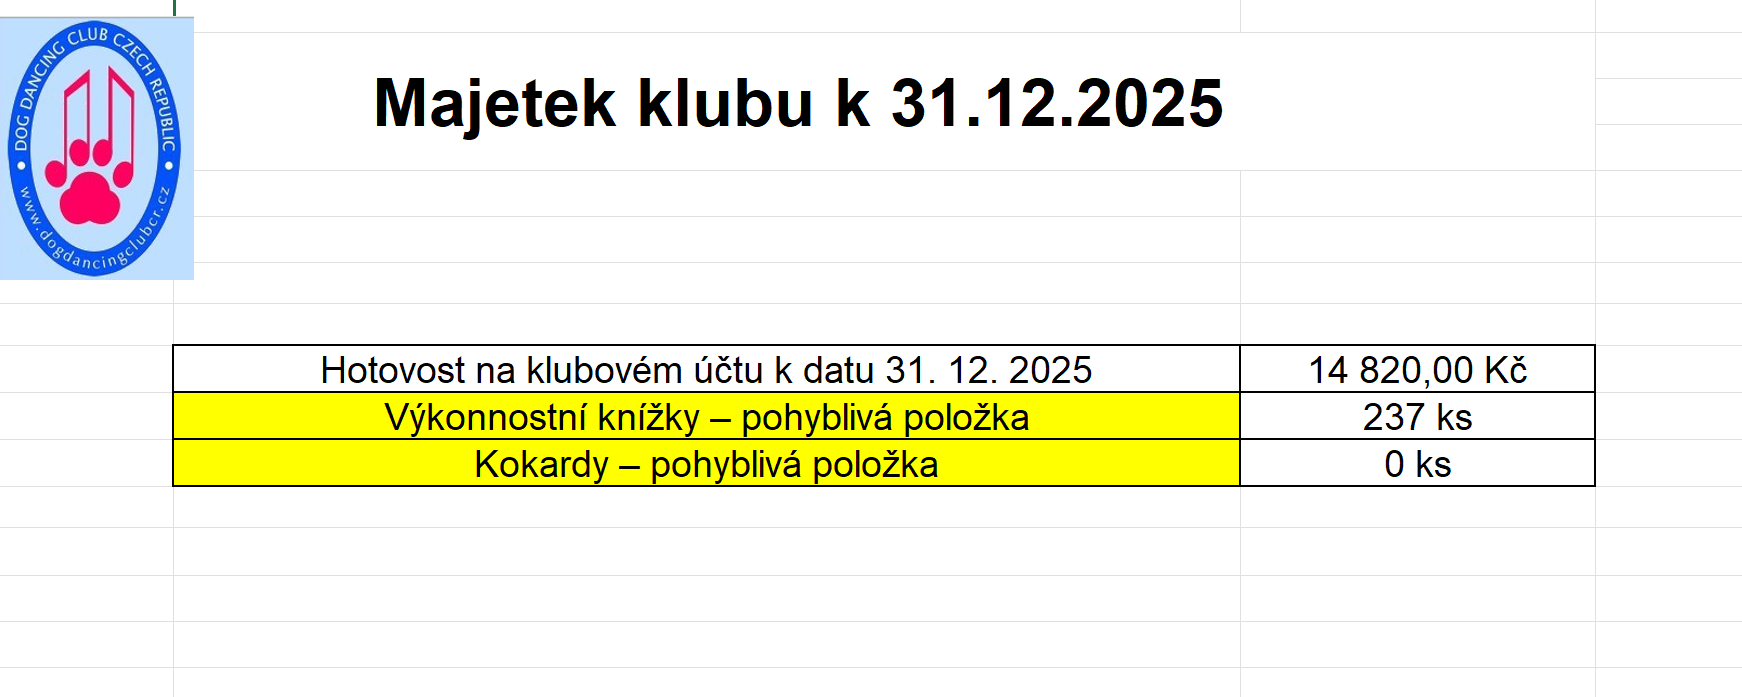 DOG DANCING CLUB CZECH REPUBLIC
www.dogdancingclubcr.cz
Majetek klubu k 31.12.2025
Hotovost na klubovém účtu k datu 31. 12. 2025 14 820,00 Kč
Výkonnostní knížky – pohyblivá položka 237 ks
Kokardy – pohyblivá položka 0 ks